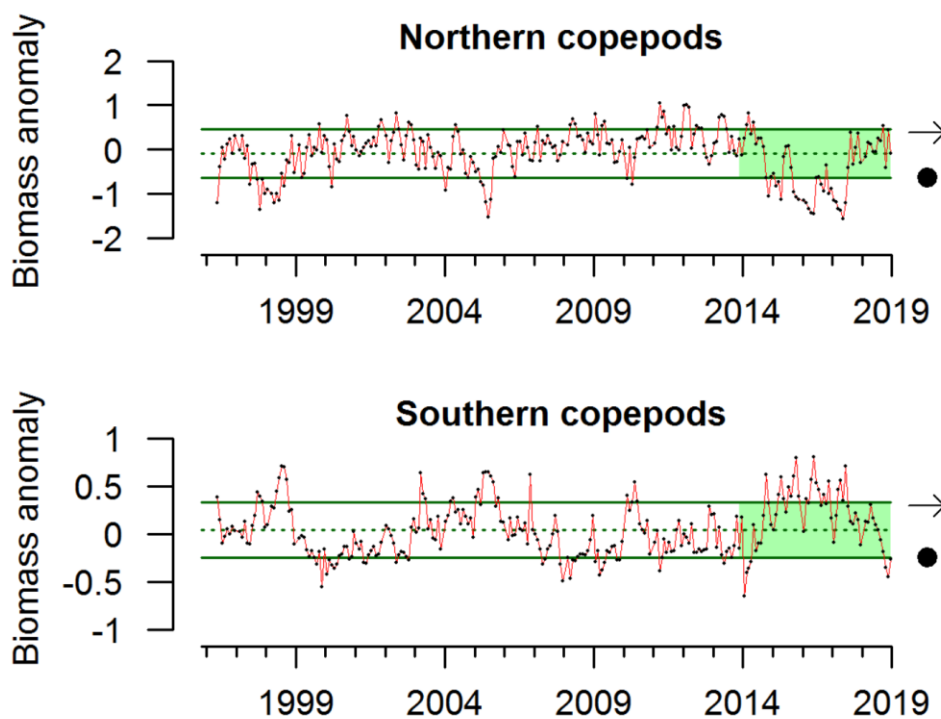 Northern copepods
Biomass anomaly
2
1
0
-1
-2
1999 2004 2009 2014 2019
Southern copepods
Biomass anomaly
1
0.5
0
-0.5
-1
1999 2004 2009 2014 2019